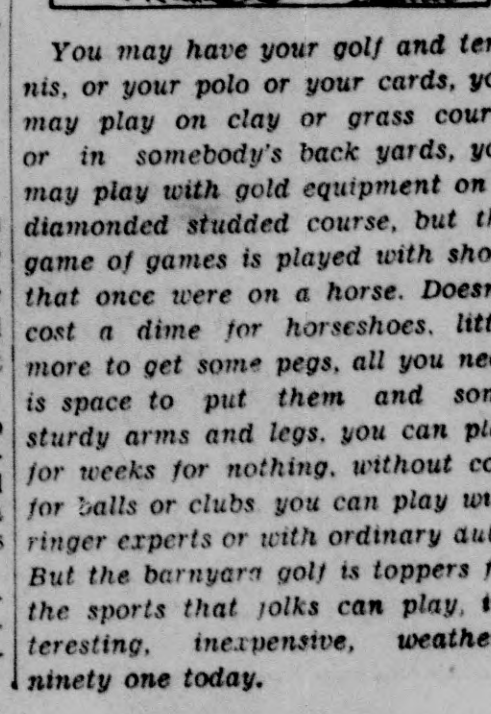 You may have your golf and ten-
nis, or your polo or your cards, yo
may play on clay or grass cour
or in somebody's back yards, yo
may play with gold equipment on
diamonded studded course, but th
game of games is played with sho
that once were on a horse. Doesn
cost a dime for horseshoes, litt
more to get some pegs, all you nee
is space to put them and som
sturdy arms and legs, you can pla
for weeks for nothing, without co
for balls or clubs you can play wi
ringer experts or with ordinary dub
But the barnyard golf is toppers f
the sports that folks can play, i
teresting, inexpensive, weathe
ninety one today.